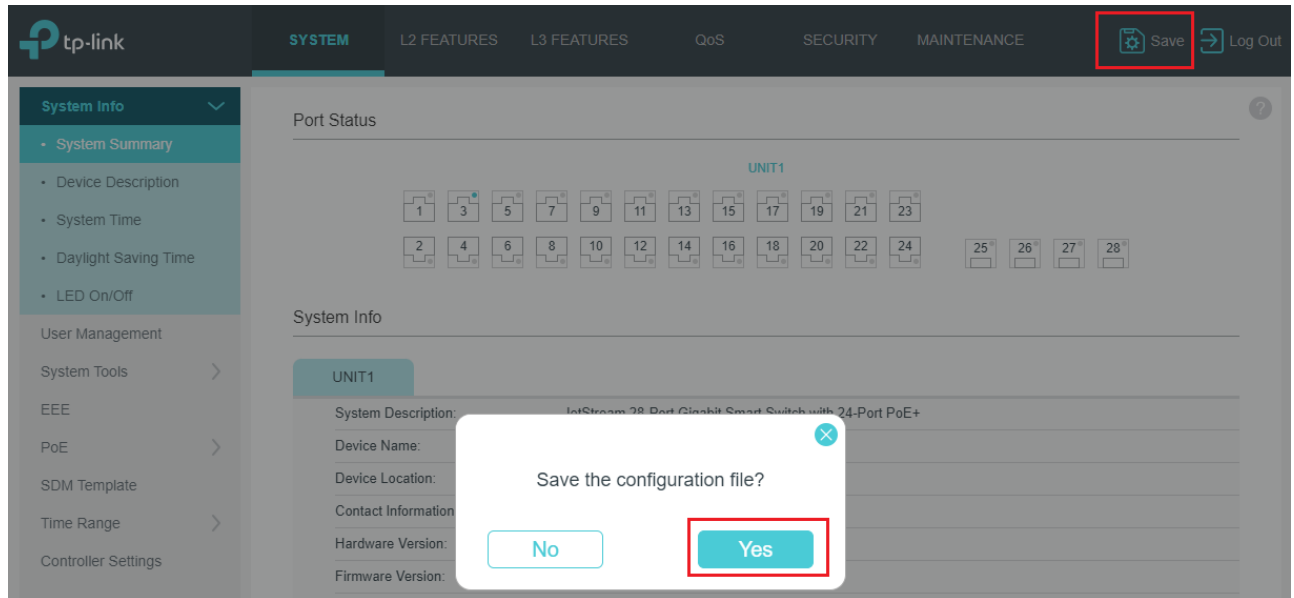 tp-link
SYSTEM L2 FEATURES L3 FEATURES QoS SECURITY MAINTENANCE Save Log Out
System Info
• System Summary
• Device Description
• System Time
• Daylight Saving Time
• LED On/Off
User Management
System Tools
EEE
PoE
SDM Template
Time Range
Controller Settings
Port Status
?
UNIT1
1 3 5 7 9 11 13 15 17 19 21 23
2 4 6 8 10 12 14 16 18 20 22 24 25 26 27 28
System Info
UNIT1
System Description: JetStream 28-Port Gigabit Smart Switch with 24-Port PoE+
Device Name:
Device Location:
Contact Information
Hardware Version:
Firmware Version:
Save the configuration file?
No Yes